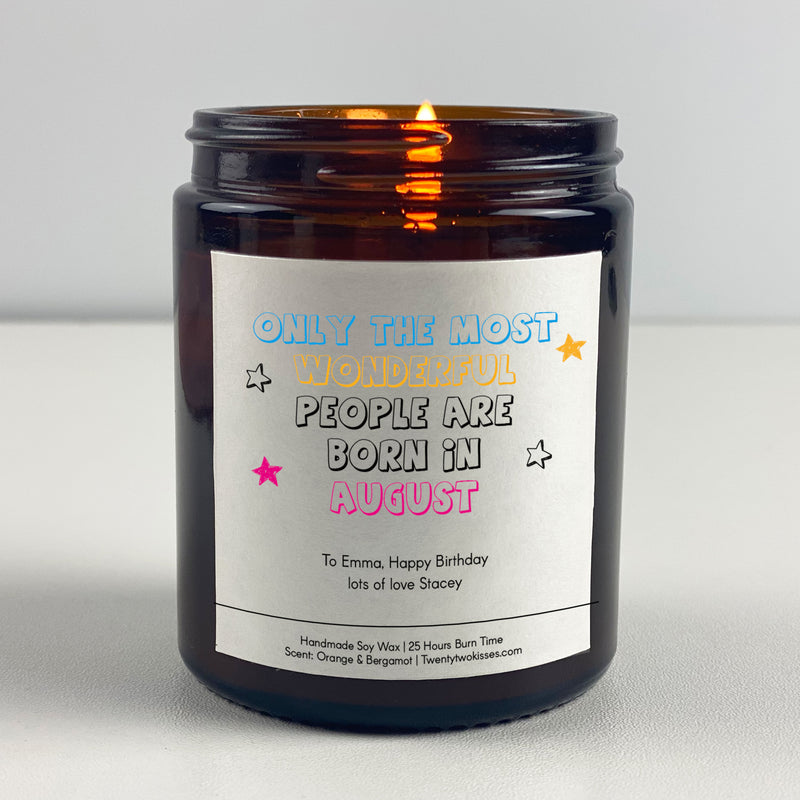 ONLY THE MOST
WONDERFUL
PEOPLE ARE
BORN iN
AUGUST
To Emma, Happy Birthday
lots of love Stacey
Handmade Soy Wax | 25 Hours Burn Time
Scent: Orange & Bergamot | Twentytwokisses.com